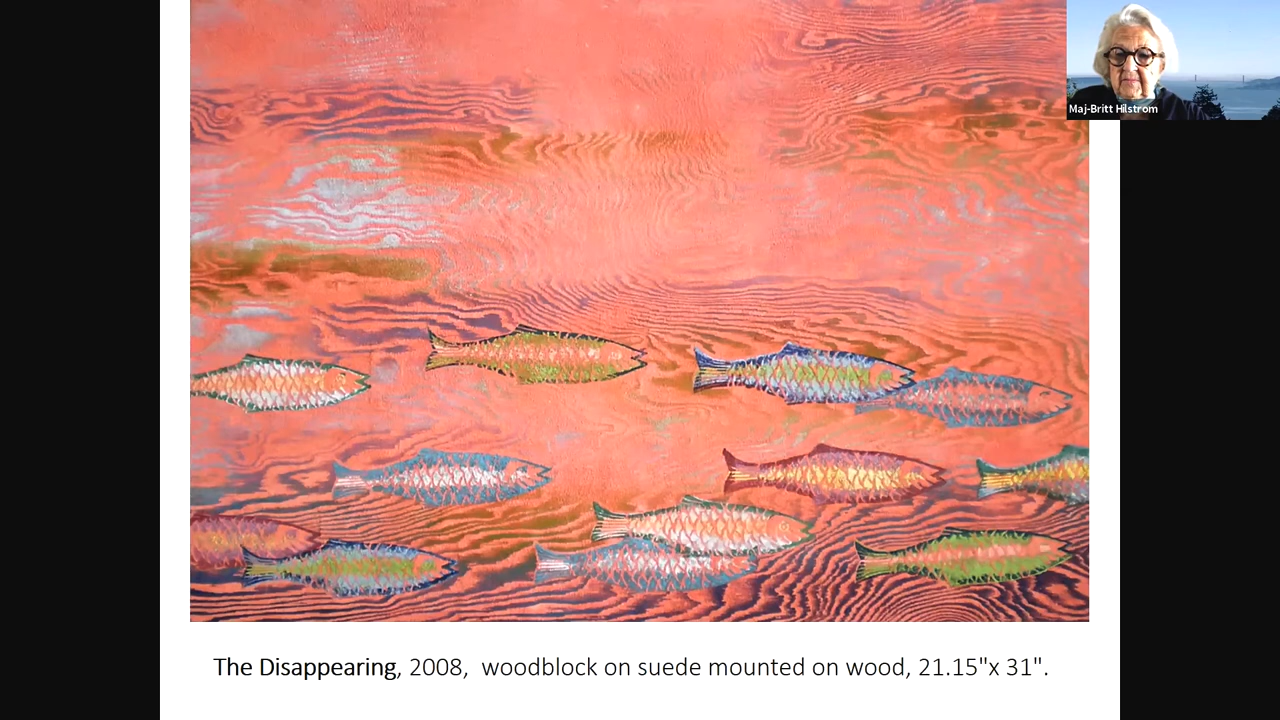 Maj-Britt Hilstrom
The Disappearing, 2008, woodblock on suede mounted on wood, 21.15"x 31".